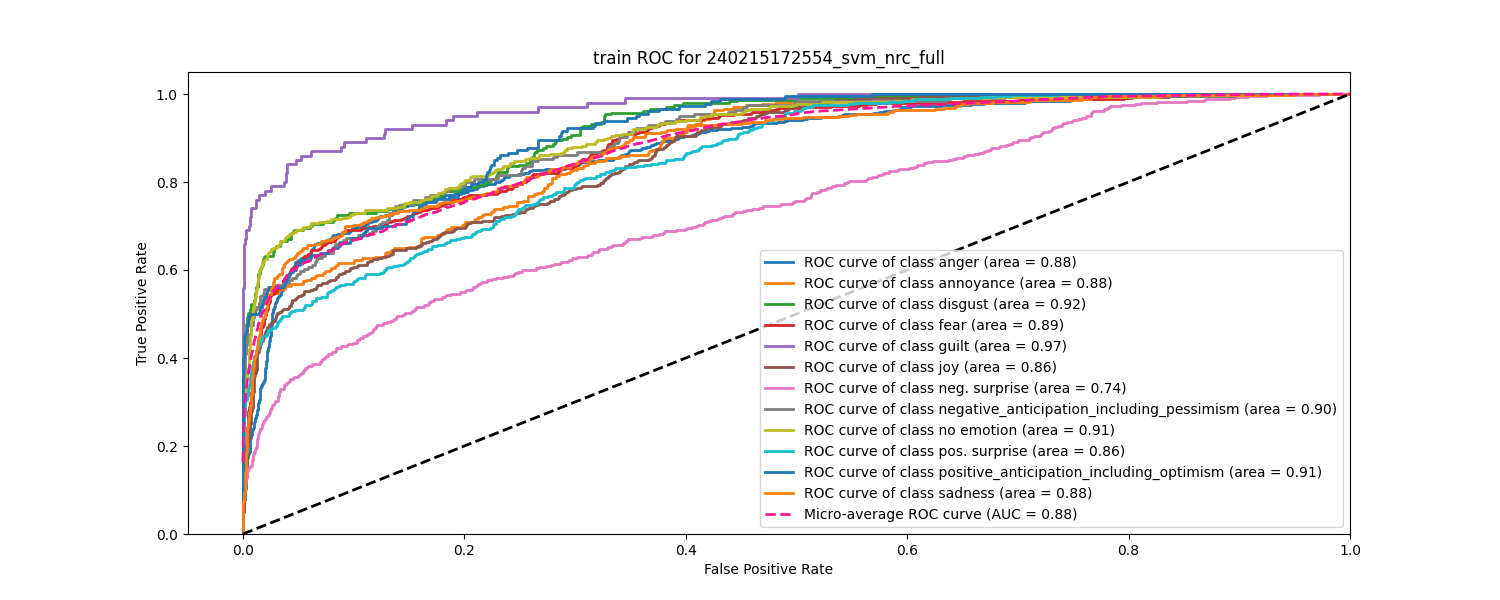 train ROC for 240215172554_svm_nrc_full
True Positive Rate
1.0
0.8
0.6
0.4
0.2
0.0
ROC curve of class anger (area = 0.88)
ROC curve of class annoyance (area = 0.88)
ROC curve of class disgust (area = 0.92)
ROC curve of class fear (area = 0.89)
ROC curve of class guilt (area = 0.97)
ROC curve of class joy (area = 0.86)
ROC curve of class neg. surprise (area = 0.74)
ROC curve of class negative_anticipation_including_pessimism (area = 0.90)
ROC curve of class no emotion (area = 0.91)
ROC curve of class pos. surprise (area = 0.86)
ROC curve of class positive_anticipation_including_optimism (area = 0.91)
ROC curve of class sadness (area = 0.88)
Micro-average ROC curve (AUC = 0.88)
0.0 0.2 0.4 0.6 0.8 1.0
False Positive Rate